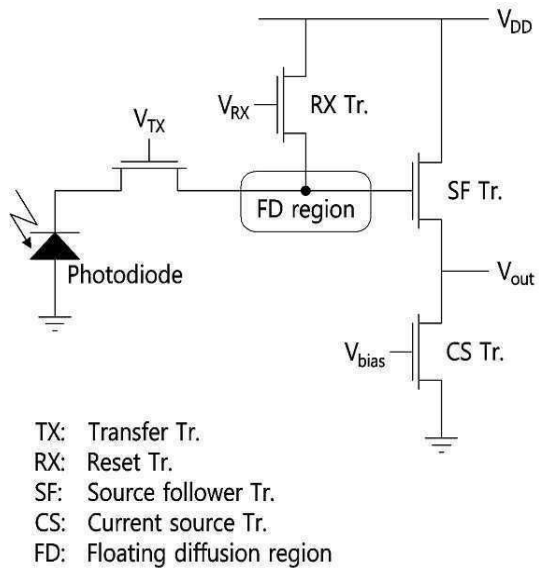 V_DD
V_RX
RX Tr.
V_TX
SF Tr.
FD region
Photodiode
V_out
V_bias
CS Tr.
TX: Transfer Tr.
RX: Reset Tr.
SF: Source follower Tr.
CS: Current source Tr.
FD: Floating diffusion region